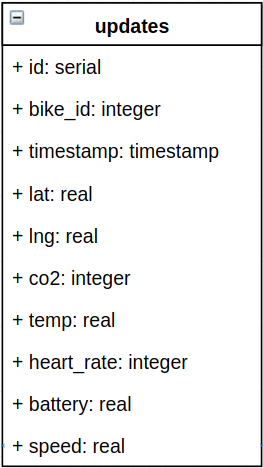 updates
+ id: serial
+ bike_id: integer
+ timestamp: timestamp
+ lat: real
+ lng: real
+ co2: integer
+ temp: real
+ heart_rate: integer
+ battery: real
+ speed: real